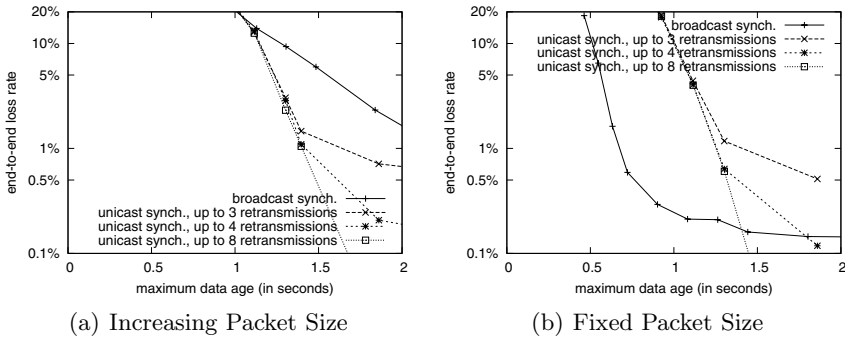 20%
10%
5%
1%
0.5%
0.1%
end-to-end loss rate
broadcast synch.
unicast synch., up to 3 retransmissions
unicast synch., up to 4 retransmissions
unicast synch., up to 8 retransmissions
0 0.5 1 1.5 2
maximum data age (in seconds)
(a) Increasing Packet Size
20%
10%
5%
1%
0.5%
0.1%
end-to-end loss rate
broadcast synch.
unicast synch., up to 3 retransmissions
unicast synch., up to 4 retransmissions
unicast synch., up to 8 retransmissions
0 0.5 1 1.5 2
maximum data age (in seconds)
(b) Fixed Packet Size